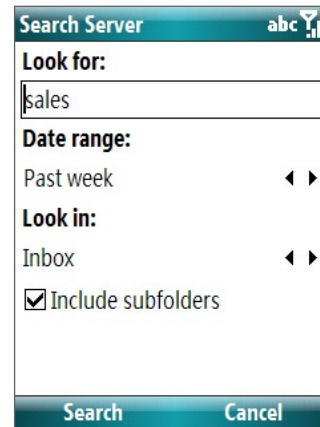 Search Server abc
Look for:
sales
Date range:
Past week
Look in:
Inbox
Include subfolders
Search Cancel